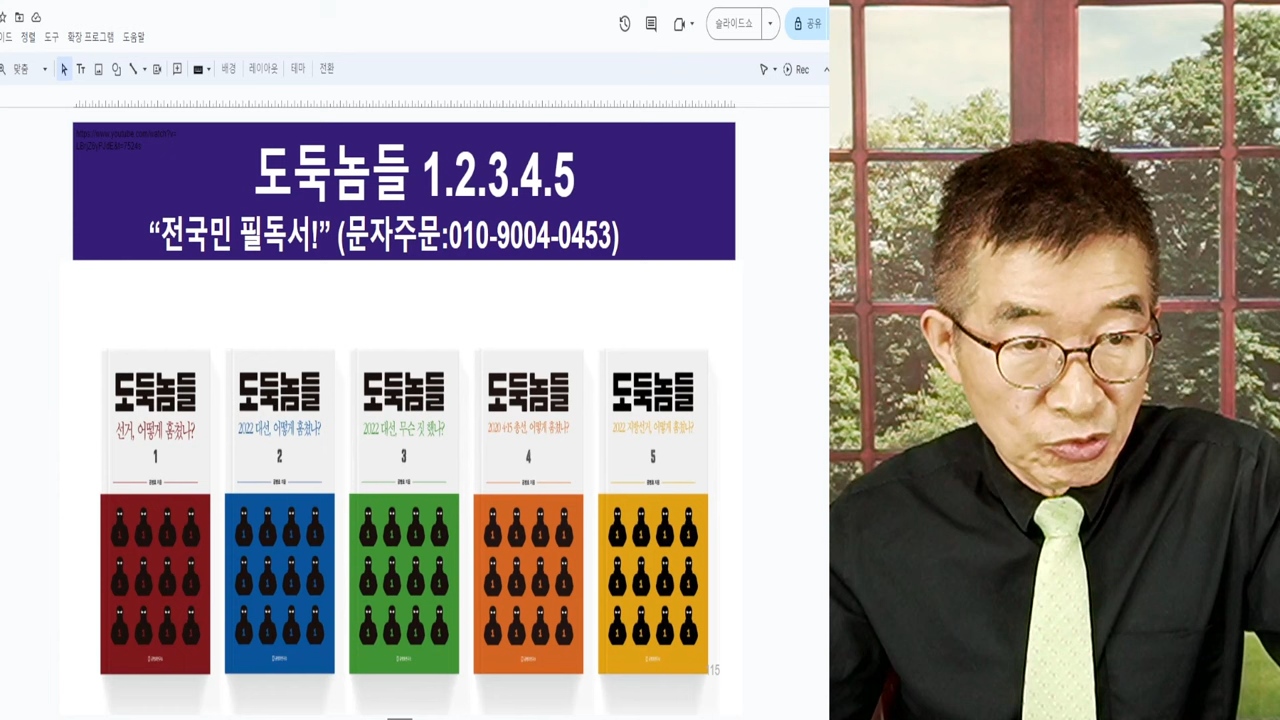 이드 정렬 도구 확장 프로그램 도움말
슬라이드쇼
공유
맞춤
Tт
배경 레이아웃 테마 전환
Rec
도둑놈들 1.2.3.4.5
“전국민 필독서!” (문자주문:010-9004-0453)
도둑놈들
선거, 어떻게 훔쳤나?
1
도둑놈들
2022 대선, 어떻게 훔쳤나?
2
도둑놈들
2022 대선, 무슨 짓 했나?
3
도둑놈들
2020 4·15 총선, 어떻게 훔쳤나?
4
도둑놈들
2022 지방선거, 어떻게 훔쳤나?
5
15